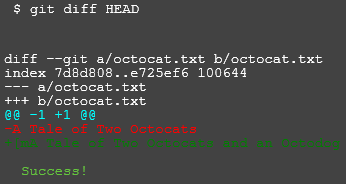 $ git diff HEAD
diff --git a/octocat.txt b/octocat.txt
index 7d8d808..e725ef6 100644
--- a/octocat.txt
+++ b/octocat.txt
@@ -1 +1 @@
-A Tale of Two Octocats
+[mA Tale of Two Octocats and an Octodog
Success!